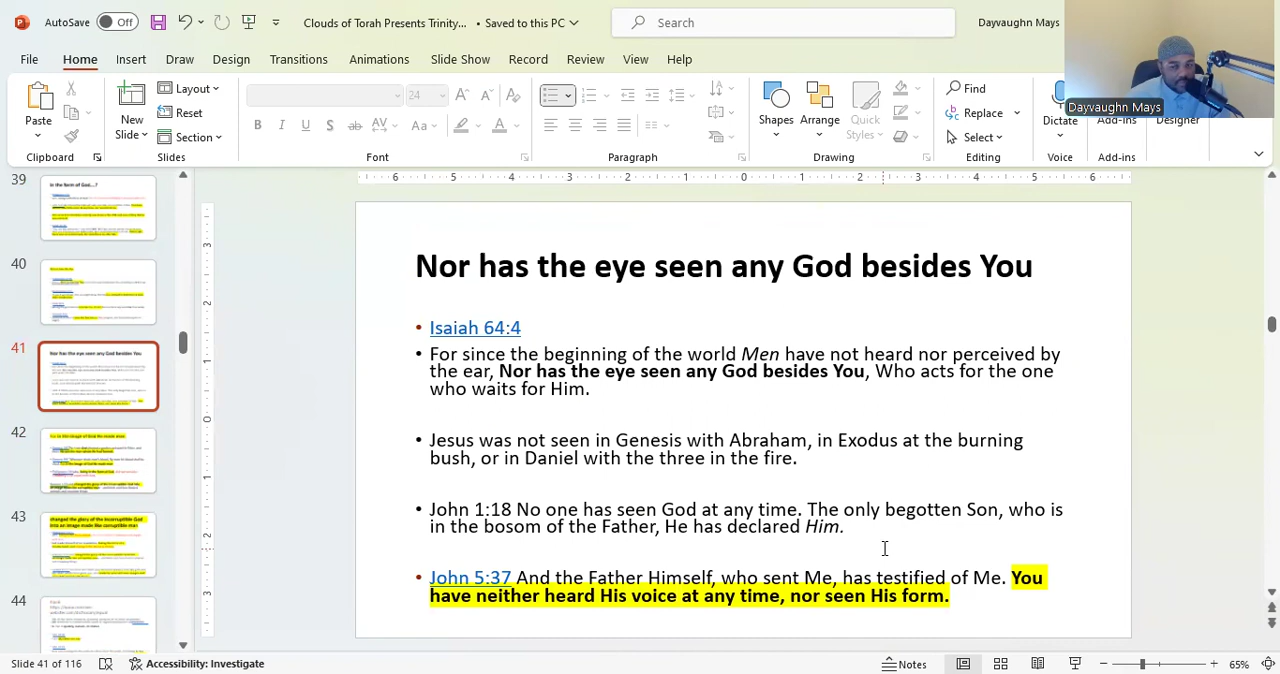 AutoSave Off Clouds of Torah Presents Trinity... • Saved to this PC Search Dayvaughn Mays
File Home Insert Draw Design Transitions Animations Slide Show Record Review View Help
Paste New Slide Layout Reset Section 24 Shapes Arrange Quick Styles Find Replace Select Dictate Add-ins Designer
Dayvaughn Mays
Clipboard Slides Font Paragraph Drawing Editing Voice Add-ins
39
40
41
42
43
44
Nor has the eye seen any God besides You
• Isaiah 64:4
• For since the beginning of the world Men have not heard nor perceived by
the ear, Nor has the eye seen any God besides You, Who acts for the one
who waits for Him.
• Jesus was not seen in Genesis with Abraham, in Exodus at the burning
bush, or in Daniel with the three in the fire.
• John 1:18 No one has seen God at any time. The only begotten Son, who is
in the bosom of the Father, He has declared Him.
• John 5:37 And the Father Himself, who sent Me, has testified of Me. You
have neither heard His voice at any time, nor seen His form.
Slide 41 of 116 Accessibility: Investigate Notes 65%